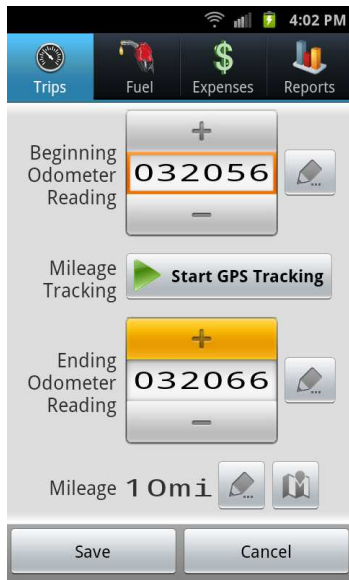 4:02 PM
Trips
Fuel
Expenses
Reports
Beginning
Odometer
Reading
+
032056
−
Mileage
Tracking
Start GPS Tracking
Ending
Odometer
Reading
+
032066
−
Mileage
10mi
Save
Cancel